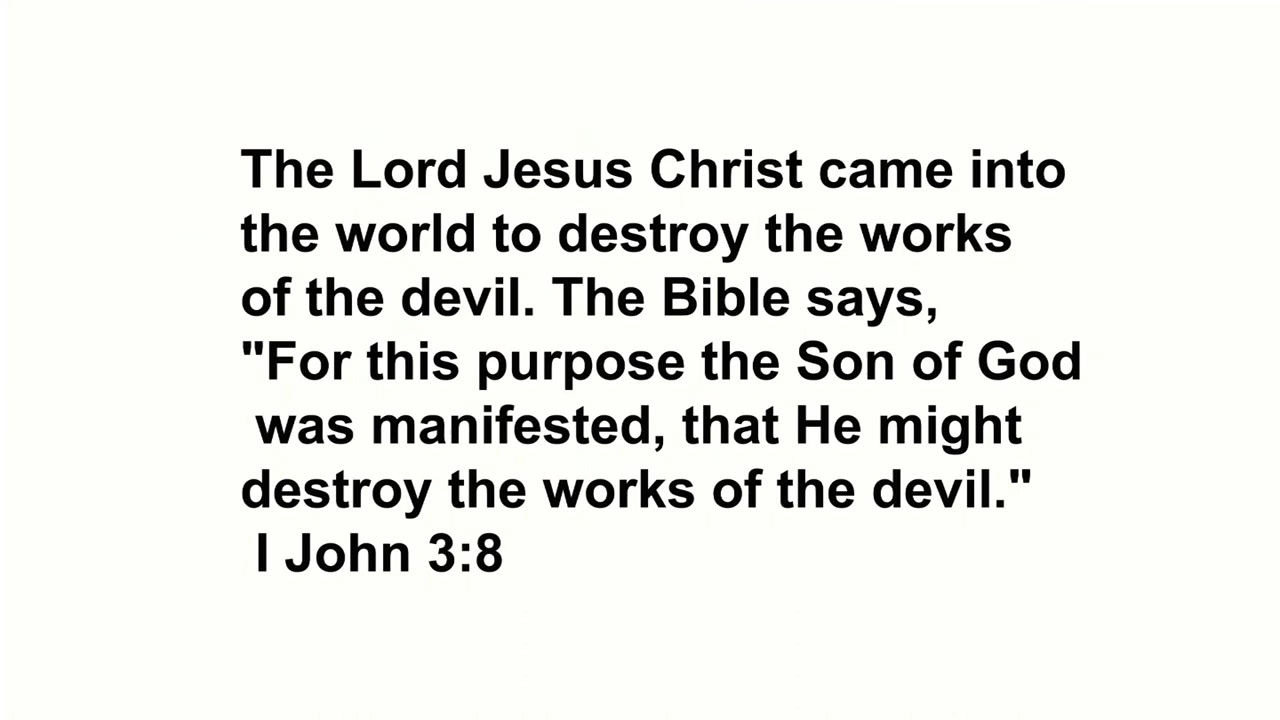 The Lord Jesus Christ came into
the world to destroy the works
of the devil. The Bible says,
"For this purpose the Son of God
was manifested, that He might
destroy the works of the devil."
I John 3:8